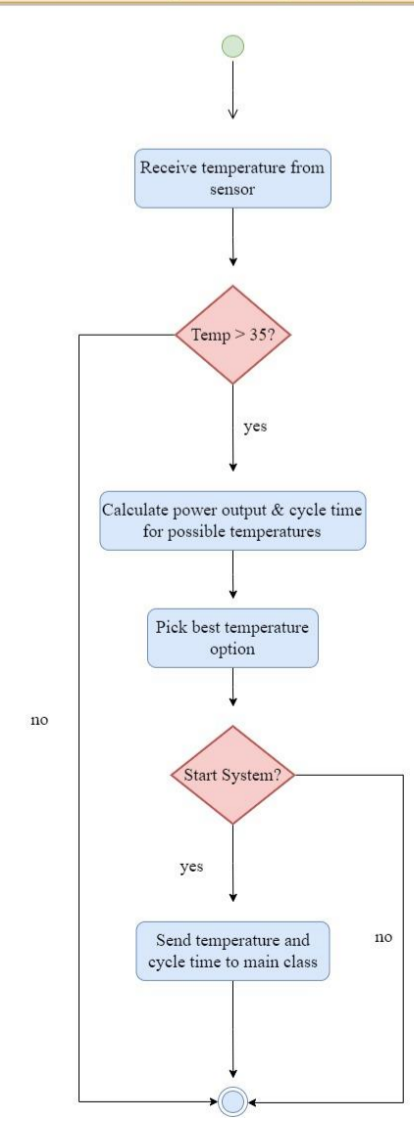 Receive temperature from
sensor
Temp > 35?
yes
Calculate power output & cycle time
for possible temperatures
Pick best temperature
option
no
Start System?
yes
no
Send temperature and
cycle time to main class